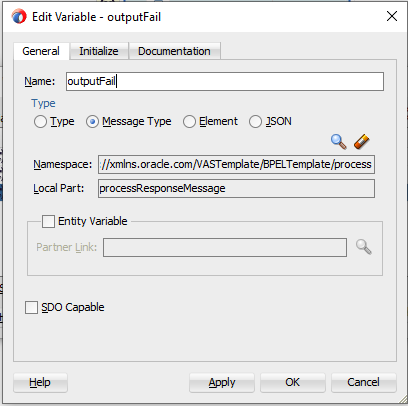 Edit Variable - outputFail
General Initialize Documentation
Name: outputFail
Type
Type Message Type Element JSON
Namespace: ://xmlns.oracle.com/VASTemplate/BPELTemplate/process
Local Part: processResponseMessage
Entity Variable
Partner Link:
SDO Capable
Help Apply OK Cancel